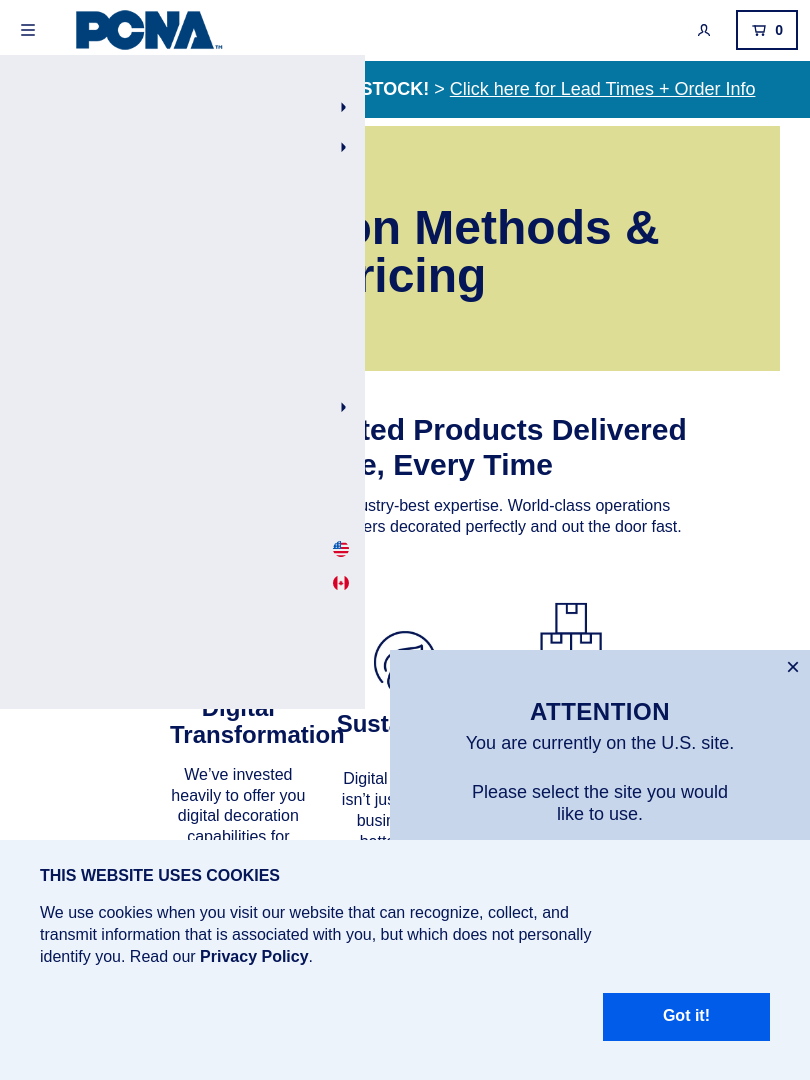 PCNA™
0
STOCK! > Click here for Lead Times + Order Info
on Methods &
ricing
ted Products Delivered
e, Every Time
ustry-best expertise. World-class operations
ers decorated perfectly and out the door fast.
Digital
Transformation
Susta
We’ve invested
heavily to offer you
digital decoration
capabilities for
Digital
isn’t jus
busin
ATTENTION
You are currently on the U.S. site.
Please select the site you would
like to use.
THIS WEBSITE USES COOKIES
We use cookies when you visit our website that can recognize, collect, and
transmit information that is associated with you, but which does not personally
identify you. Read our Privacy Policy.
Got it!